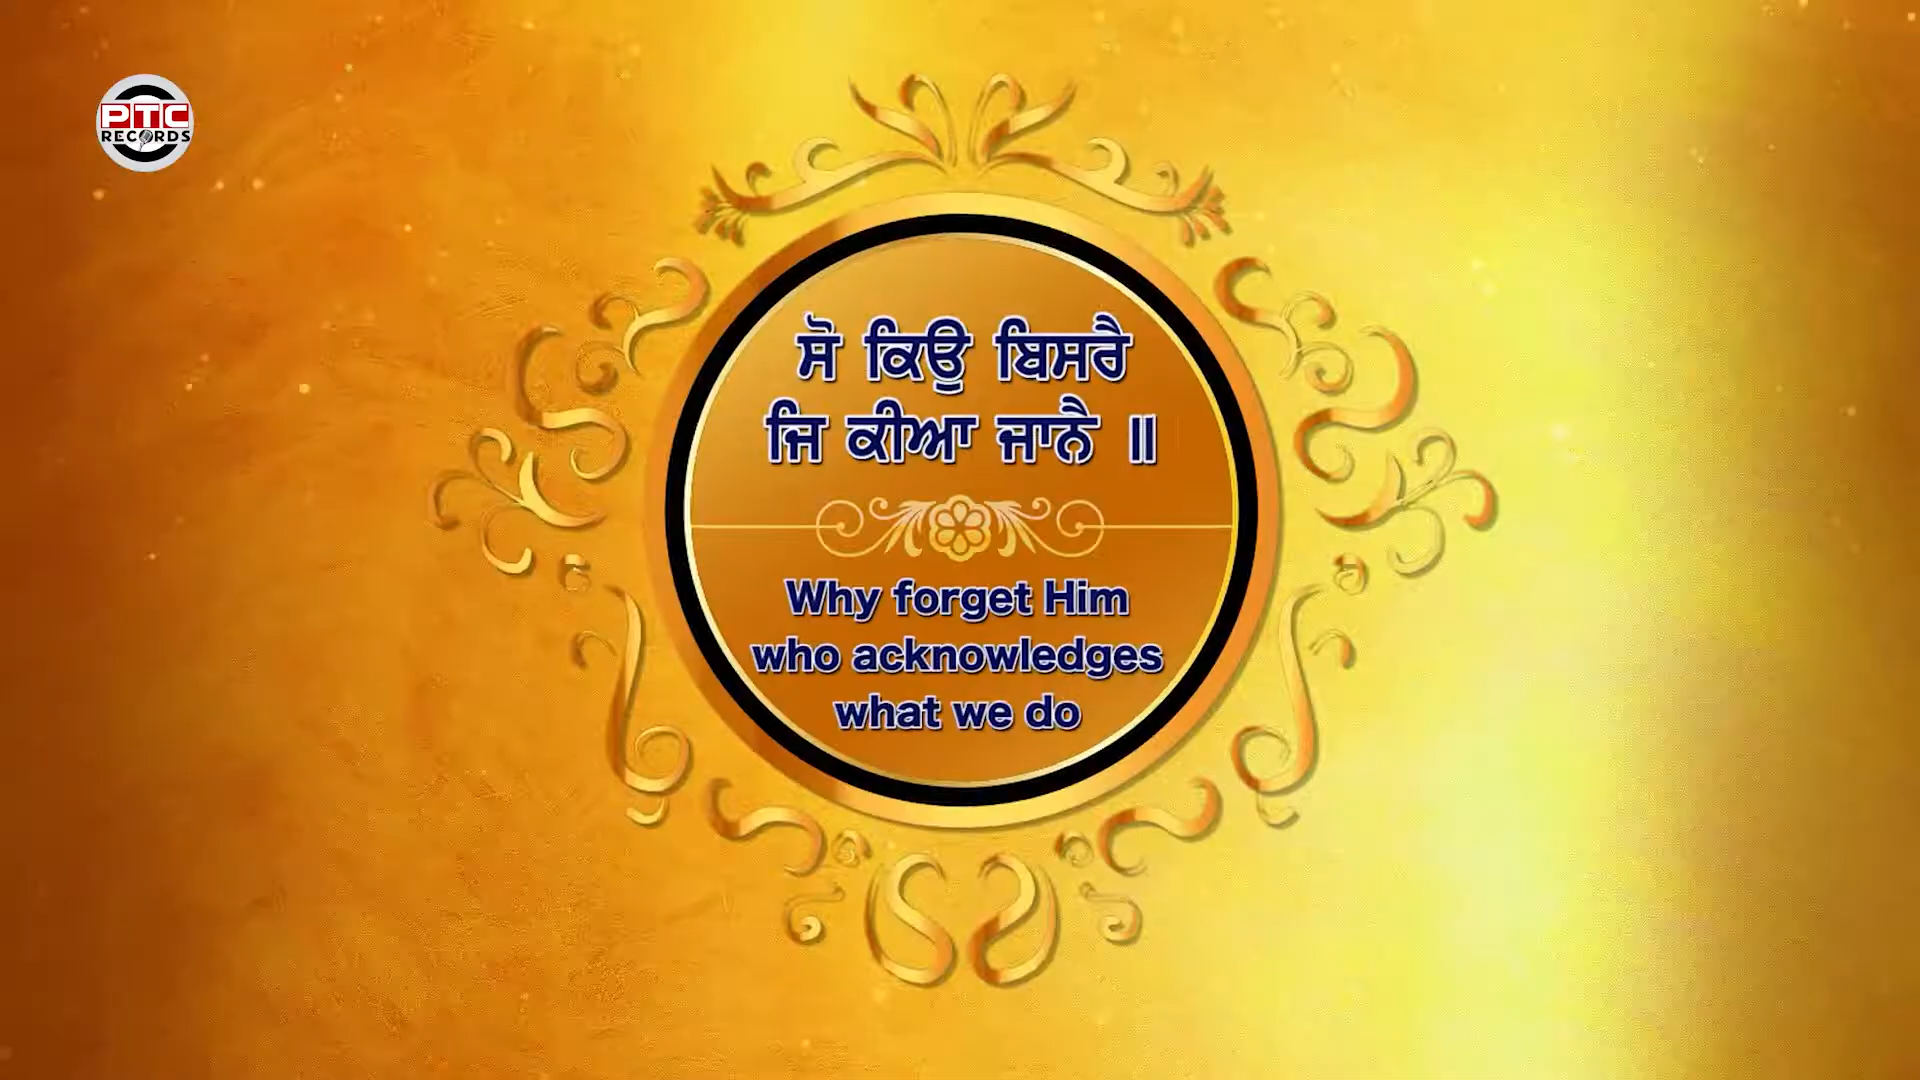 PTC
RECORDS
ਸੋ ਕਿਉ ਬਿਸਰੈ
ਜਿ ਕੀਆ ਜਾਨੈ ॥
Why forget Him
who acknowledges
what we do